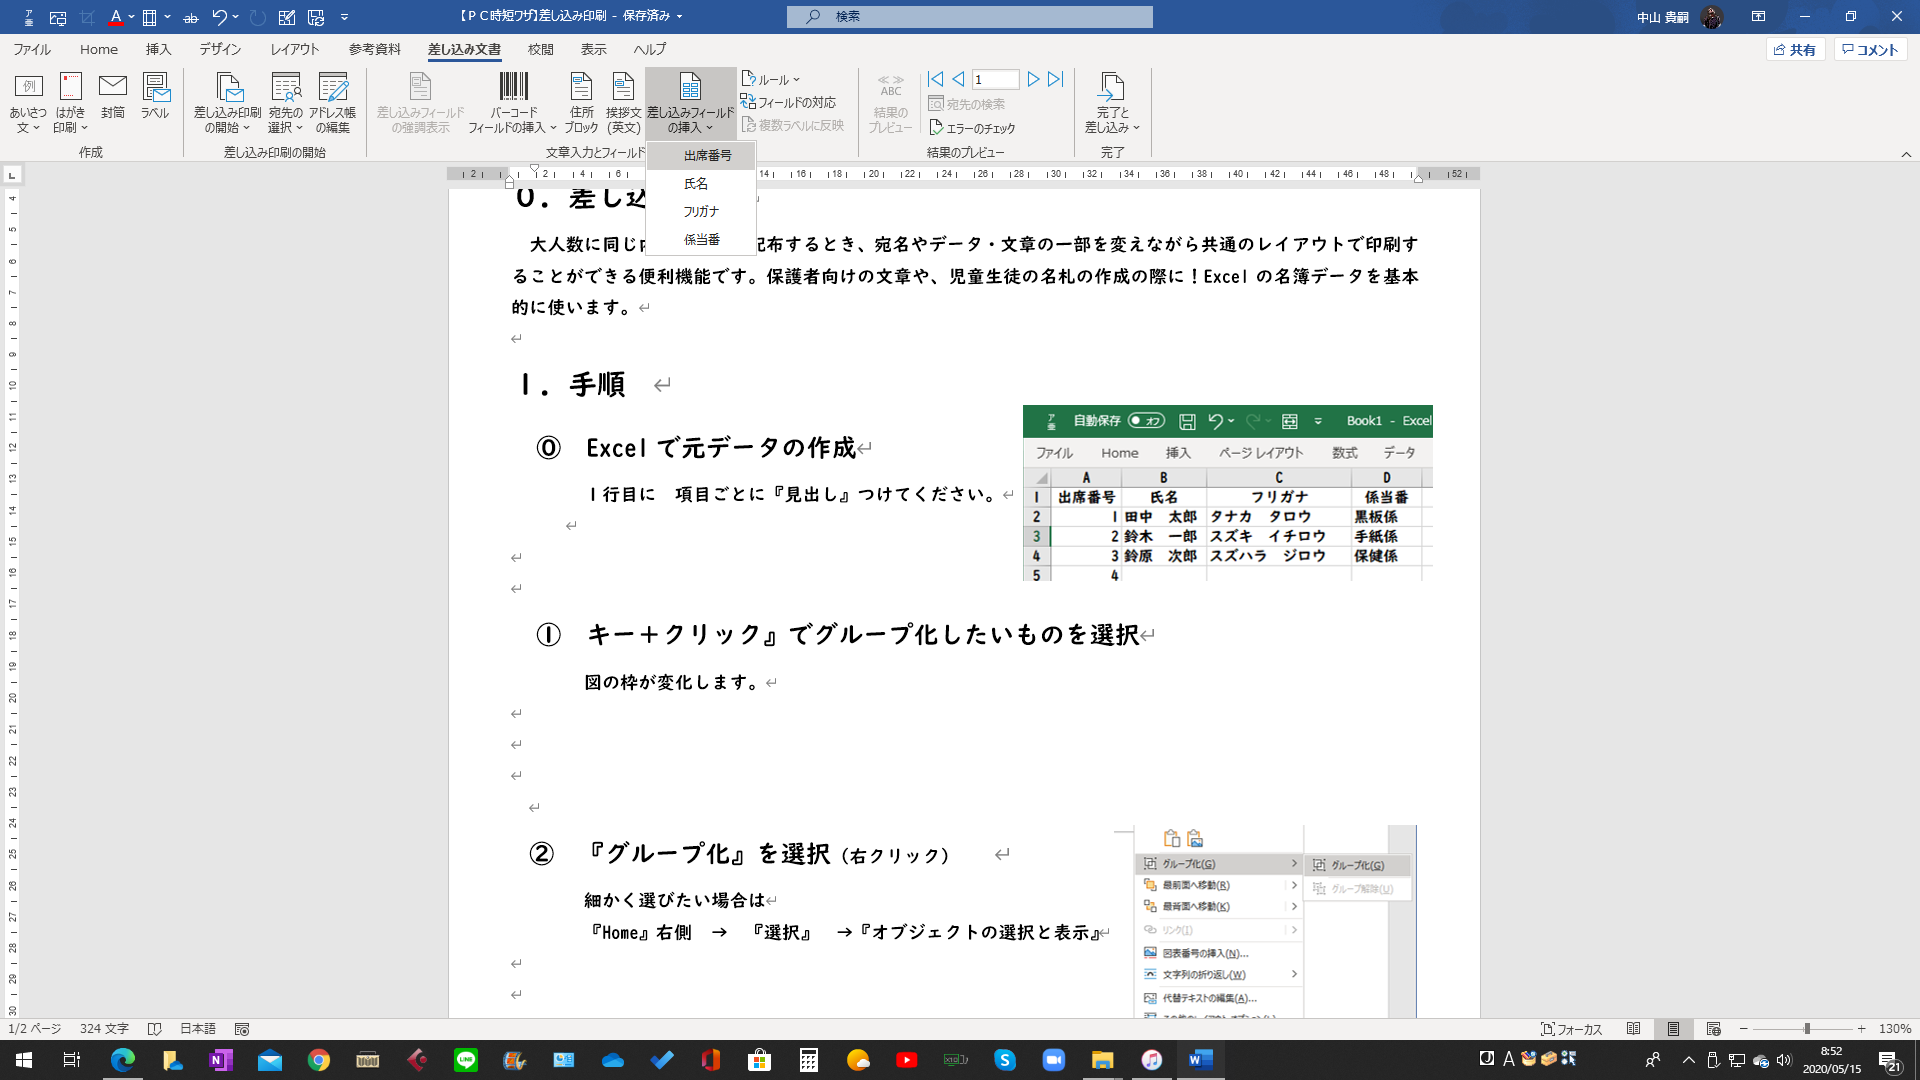 【ＰＣ時短ワザ】差し込み印刷 - 保存済み
検索
中山 貴嗣
ファイル Home 挿入 デザイン レイアウト 参考資料 差し込み文書 校閲 表示 ヘルプ
共有 コメント
あいさつ文
はがき印刷
封筒
ラベル
作成
差し込み印刷の開始
宛先の選択
アドレス帳の編集
差し込み印刷の開始
差し込みフィールドの強調表示
バーコード フィールドの挿入
住所ブロック
挨拶文(英文)
差し込みフィールドの挿入
ルール
フィールドの対応
複数ラベルに反映
文章入力とフィールド
結果のプレビュー
1
宛先の検索
エラーのチェック
結果のプレビュー
完了と差し込み
完了
出席番号
氏名
フリガナ
係当番
０．差し込
大人数に同じ内 配布するとき、宛名やデータ・文章の一部を変えながら共通のレイアウトで印刷す
ることができる便利機能です。保護者向けの文章や、児童生徒の名札の作成の際に！Excel の名簿データを基本
的に使います。
１．手順
⓪ Excel で元データの作成
１行目に　項目ごとに『見出し』つけてください。
自動保存 オフ Book1 - Excel
ファイル Home 挿入 ページ レイアウト 数式 データ
A B C D
1 出席番号 氏名 フリガナ 係当番
2 1 田中　太郎 タナカ　タロウ 黒板係
3 2 鈴木　一郎 スズキ　イチロウ 手紙係
4 3 鈴原　次郎 スズハラ　ジロウ 保健係
5 4
① キー＋クリック』でグループ化したいものを選択
図の枠が変化します。
② 『グループ化』を選択（右クリック）
細かく選びたい場合は
『Home』右側　→　『選択』　→『オブジェクトの選択と表示』
グループ化(G)
最前面へ移動(R)
最背面へ移動(K)
リンク(I)
図表番号の挿入(N)...
文字列の折り返し(W)
代替テキストの編集(A)...
グループ化(G)
グループ解除(U)
1/2 ページ 324 文字 日本語
フォーカス 130%
8:52
2020/05/15
21